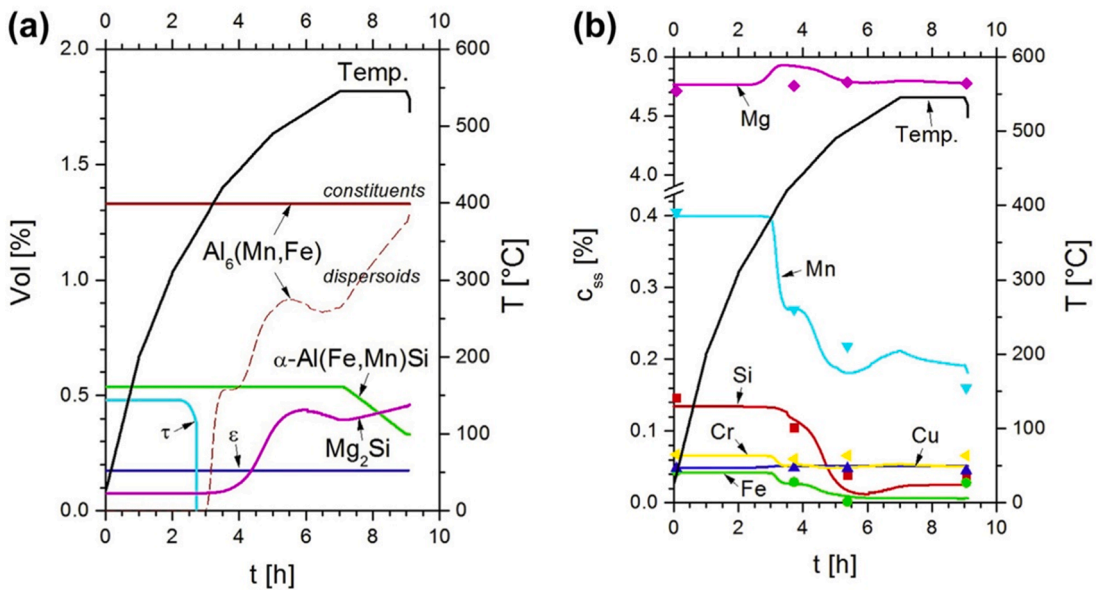 (a)
0 2 4 6 8 10
2.0 1.5 1.0 0.5 0.0
Vol [%]
600 500 400 300 200 100 0
T [°C]
Temp.
constituents
Al6(Mn,Fe)
dispersoids
α-Al(Fe,Mn)Si
τ
ε
Mg2Si
0 2 4 6 8 10
t [h]
(b)
0 2 4 6 8 10
5.0 4.5 4.0 0.4 0.3 0.2 0.1 0.0
css [%]
600 500 400 300 200 100 0
T [°C]
Mg
Temp.
Mn
Si
Cr
Cu
Fe
0 2 4 6 8 10
t [h]